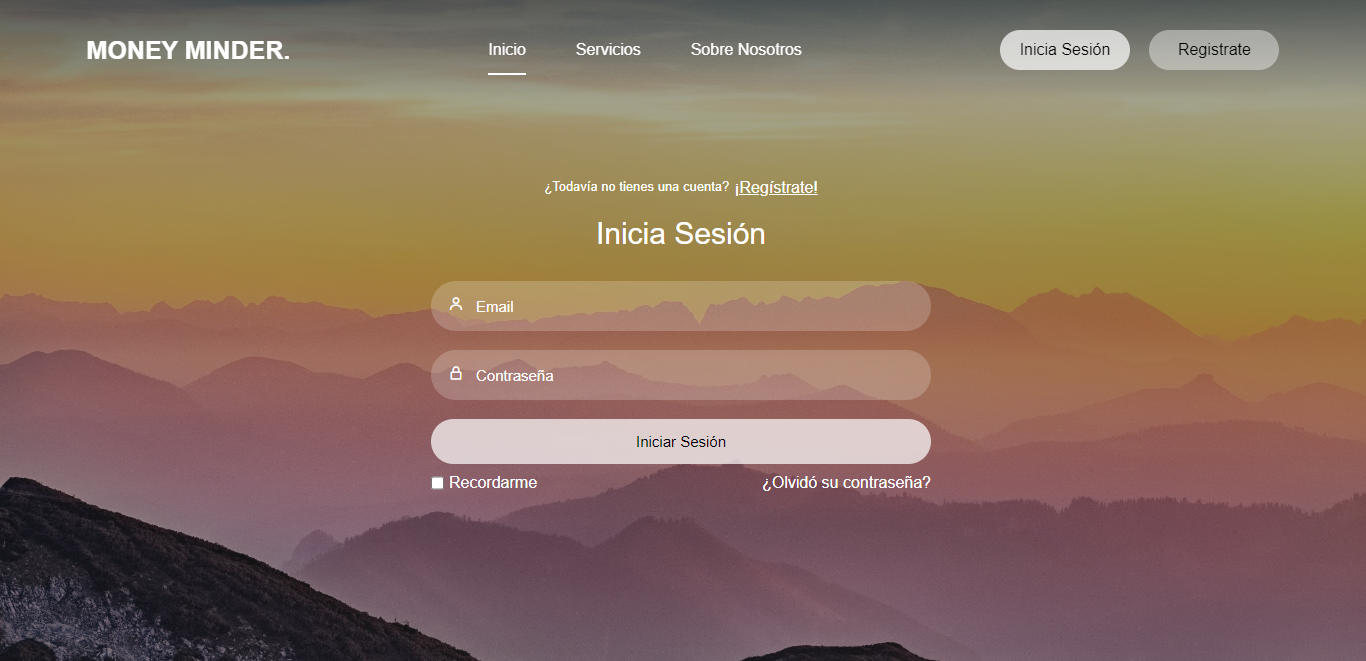 MONEY MINDER.
Inicio
Servicios
Sobre Nosotros
Inicia Sesión
Registrate
¿Todavía no tienes una cuenta? ¡Regístrate!
Inicia Sesión
Email
Contraseña
Iniciar Sesión
Recordarme
¿Olvidó su contraseña?